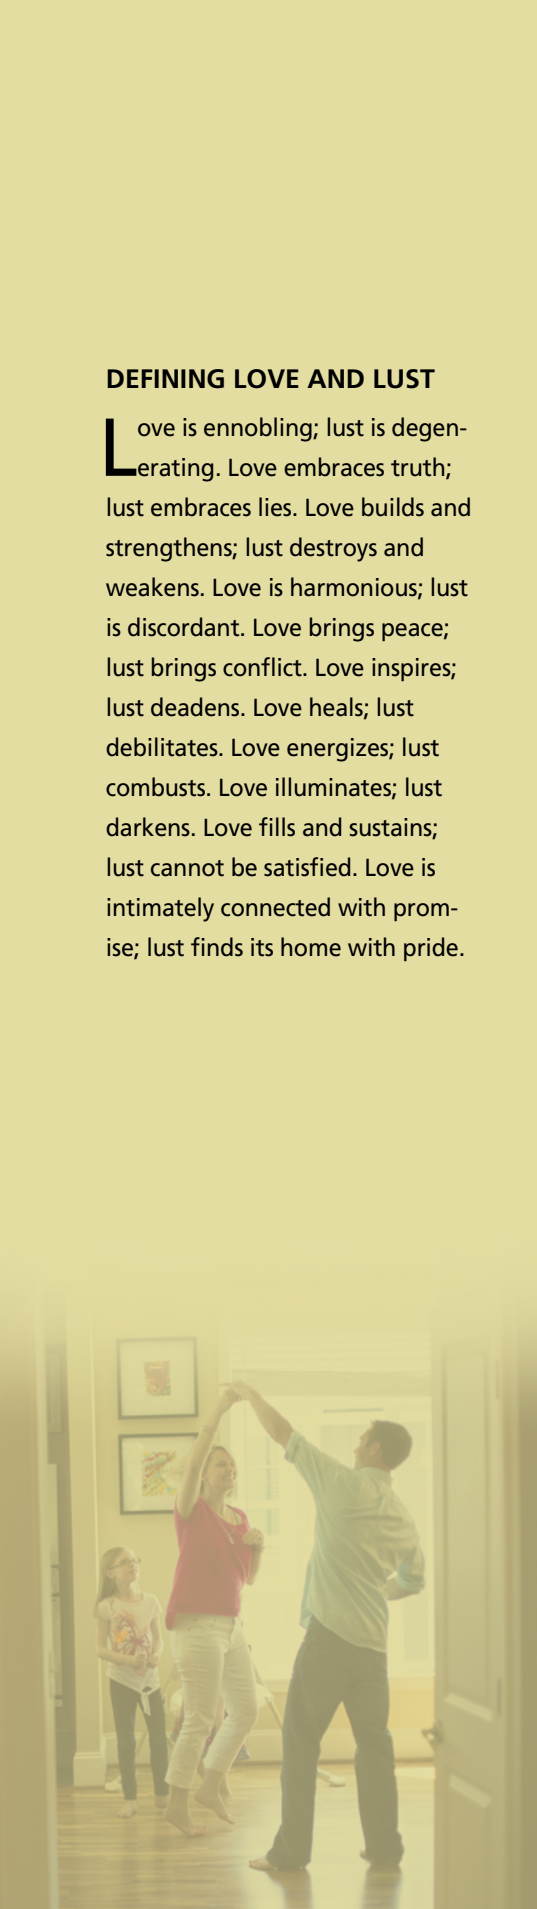 DEFINING LOVE AND LUST
Love is ennobling; lust is degen-
erating. Love embraces truth;
lust embraces lies. Love builds and
strengthens; lust destroys and
weakens. Love is harmonious; lust
is discordant. Love brings peace;
lust brings conflict. Love inspires;
lust deadens. Love heals; lust
debilitates. Love energizes; lust
combusts. Love illuminates; lust
darkens. Love fills and sustains;
lust cannot be satisfied. Love is
intimately connected with prom-
ise; lust finds its home with pride.